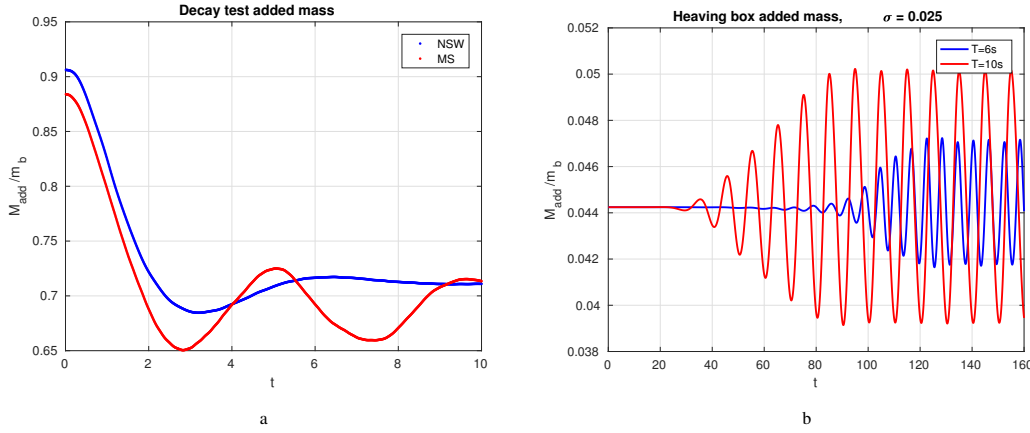 Decay test added mass
NSW
MS
M_add/m_b
0.95
0.9
0.85
0.8
0.75
0.7
0.65
0 2 4 6 8 10
t
a
Heaving box added mass, σ = 0.025
T=6s
T=10s
M_add/m_b
0.052
0.05
0.048
0.046
0.044
0.042
0.04
0.038
0 20 40 60 80 100 120 140 160
t
b